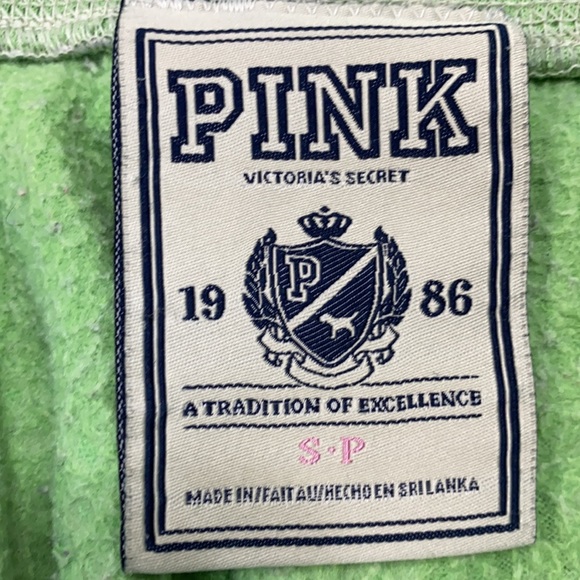 PINK
VICTORIA'S SECRET
P
19 86
A TRADITION OF EXCELLENCE
S·P
MADE IN/FAIT AU/HECHO EN SRI LANKA